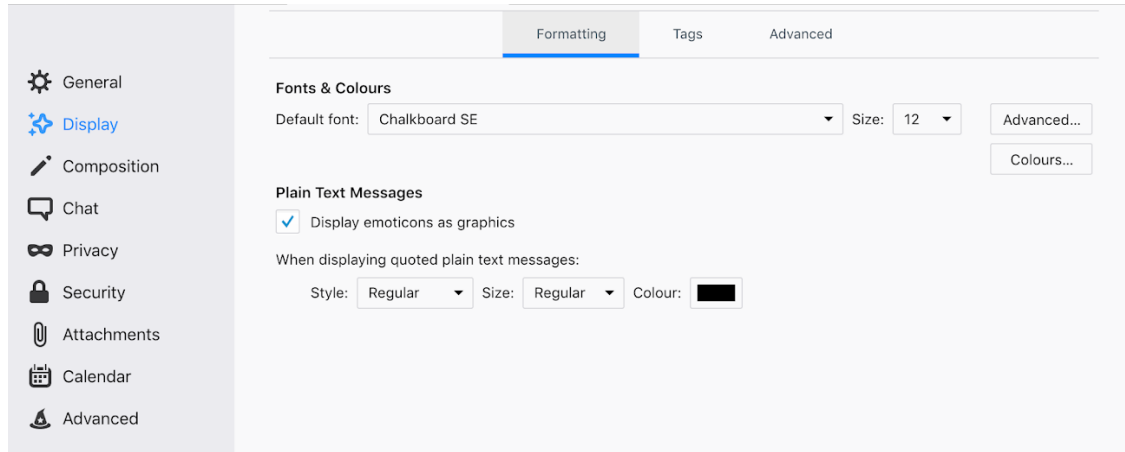 Formatting Tags Advanced
General
Display
Composition
Chat
Privacy
Security
Attachments
Calendar
Advanced
Fonts & Colours
Default font: Chalkboard SE Size: 12 Advanced...
Colours...
Plain Text Messages
Display emoticons as graphics
When displaying quoted plain text messages:
Style: Regular Size: Regular Colour: